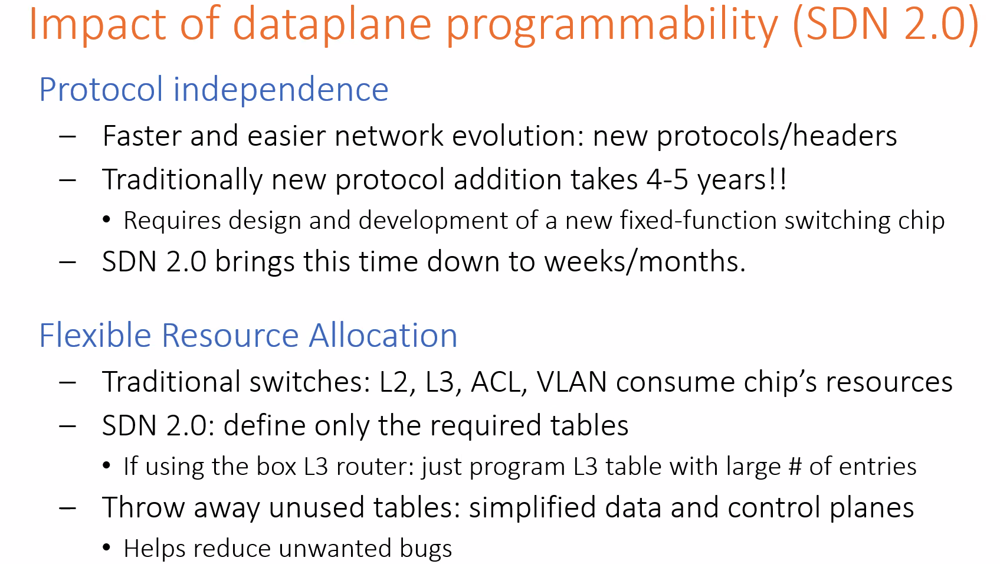 Impact of dataplane programmability (SDN 2.0)
Protocol independence
– Faster and easier network evolution: new protocols/headers
– Traditionally new protocol addition takes 4-5 years!!
• Requires design and development of a new fixed-function switching chip
– SDN 2.0 brings this time down to weeks/months.
Flexible Resource Allocation
– Traditional switches: L2, L3, ACL, VLAN consume chip’s resources
– SDN 2.0: define only the required tables
• If using the box L3 router: just program L3 table with large # of entries
– Throw away unused tables: simplified data and control planes
• Helps reduce unwanted bugs